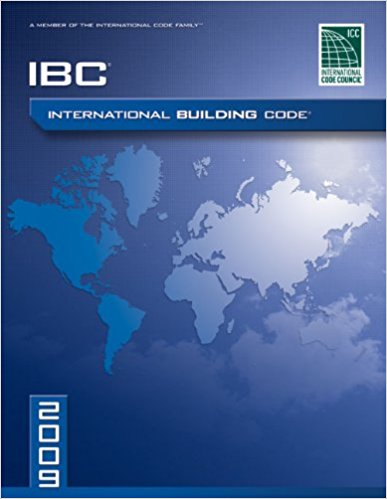 A MEMBER OF THE INTERNATIONAL CODE FAMILY™
ICC
INTERNATIONAL
CODE COUNCIL®
IBC®
INTERNATIONAL BUILDING CODE®
2009